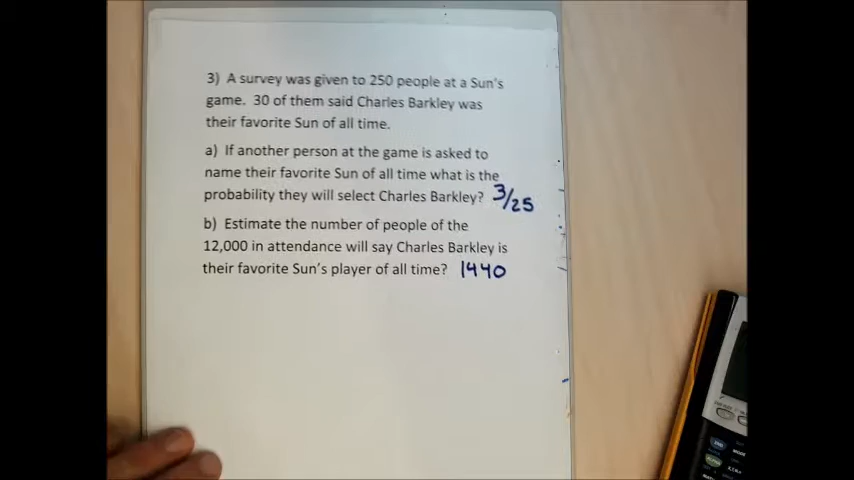 3) A survey was given to 250 people at a Sun's
game. 30 of them said Charles Barkley was
their favorite Sun of all time.
a) If another person at the game is asked to
name their favorite Sun of all time what is the
probability they will select Charles Barkley? 3/25
b) Estimate the number of people of the
12,000 in attendance will say Charles Barkley is
their favorite Sun's player of all time? 1440